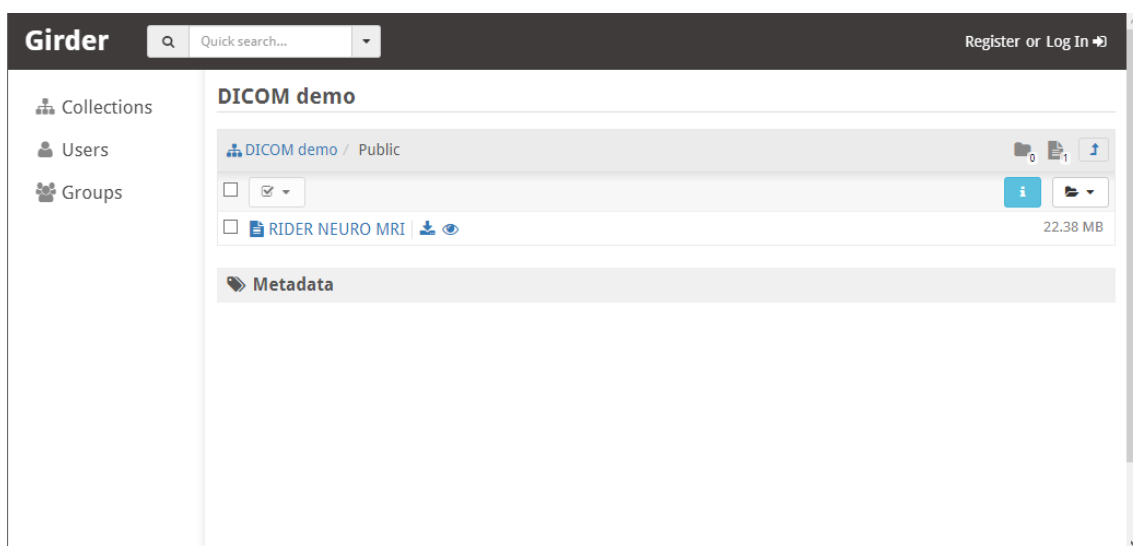 Girder Quick search... Register or Log In
Collections
Users
Groups
DICOM demo
DICOM demo / Public 0 1
i
RIDER NEURO MRI 22.38 MB
Metadata